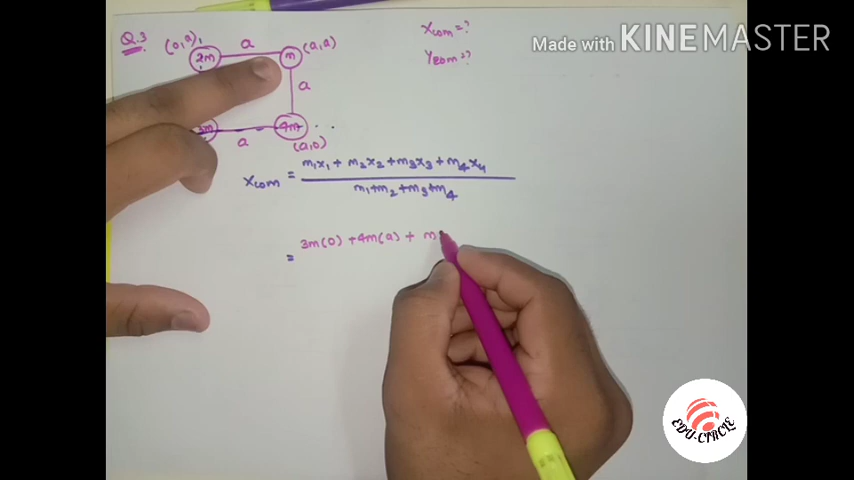 Q.3
(0,a)
2m
a
m
(a,a)
a
3m
a
4m
(a,0)
Xcom = ?
Ycom = ?
Made with KINEMASTER
Xcom = m1x1 + m2x2 + m3x3 + m4x4
m1+m2+m3+m4
= 3m(0) + 4m(a) + m
EDU-CIRCLE